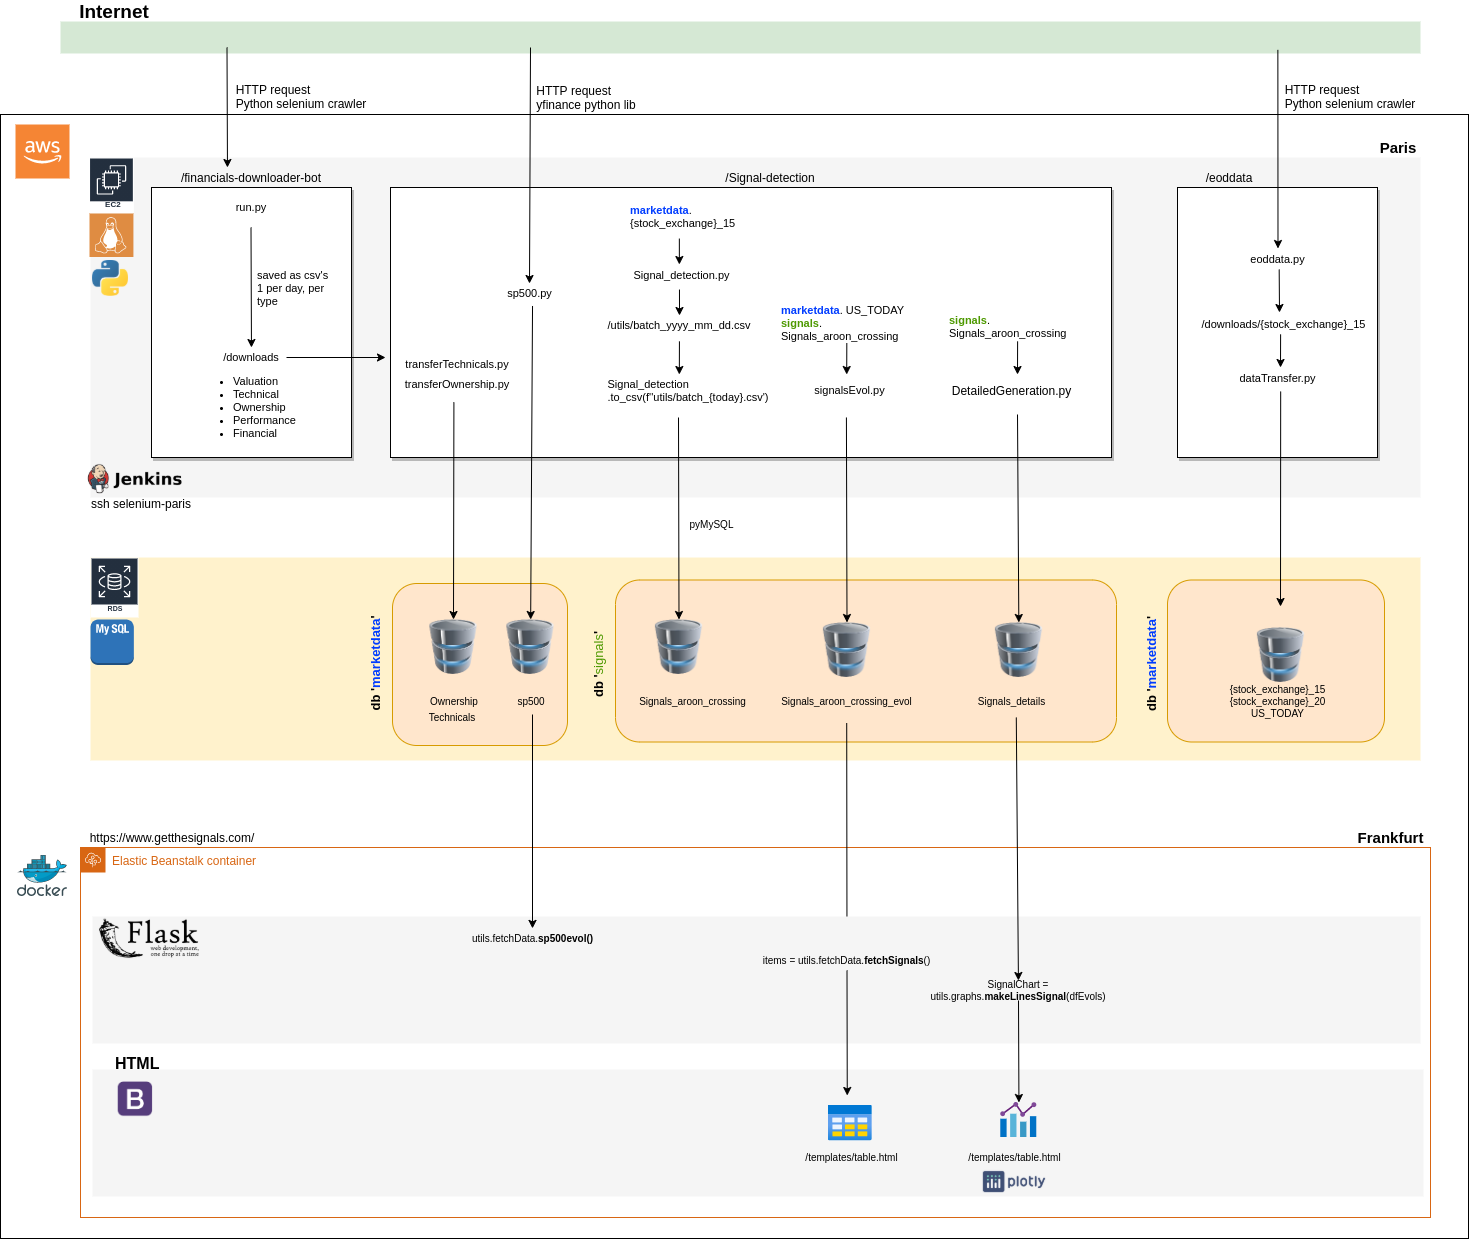 Internet
HTTP request
Python selenium crawler
HTTP request
yfinance python lib
HTTP request
Python selenium crawler
aws
Paris
EC2
/financials-downloader-bot
run.py
saved as csv's
1 per day, per
type
/downloads
Valuation
Technical
Ownership
Performance
Financial
/Signal-detection
transferTechnicals.py
transferOwnership.py
sp500.py
marketdata.
{stock_exchange}_15
Signal_detection.py
/utils/batch_yyyy_mm_dd.csv
Signal_detection
.to_csv(f"utils/batch_{today}.csv')
marketdata. US_TODAY
signals.
Signals_aroon_crossing
signalsEvol.py
signals.
Signals_aroon_crossing
DetailedGeneration.py
/eoddata
eoddata.py
/downloads/{stock_exchange}_15
dataTransfer.py
Jenkins
ssh selenium-paris
pyMySQL
RDS
My SQL
db 'marketdata'
Ownership
Technicals
sp500
db 'signals'
Signals_aroon_crossing
Signals_aroon_crossing_evol
Signals_details
db 'marketdata'
{stock_exchange}_15
{stock_exchange}_20
US_TODAY
https://www.getthesignals.com/
Frankfurt
docker
Elastic Beanstalk container
Flask
web development,
one drop at a time
utils.fetchData.sp500evol()
items = utils.fetchData.fetchSignals()
SignalChart =
utils.graphs.makeLinesSignal(dfEvols)
HTML
B
/templates/table.html
/templates/table.html
plotly